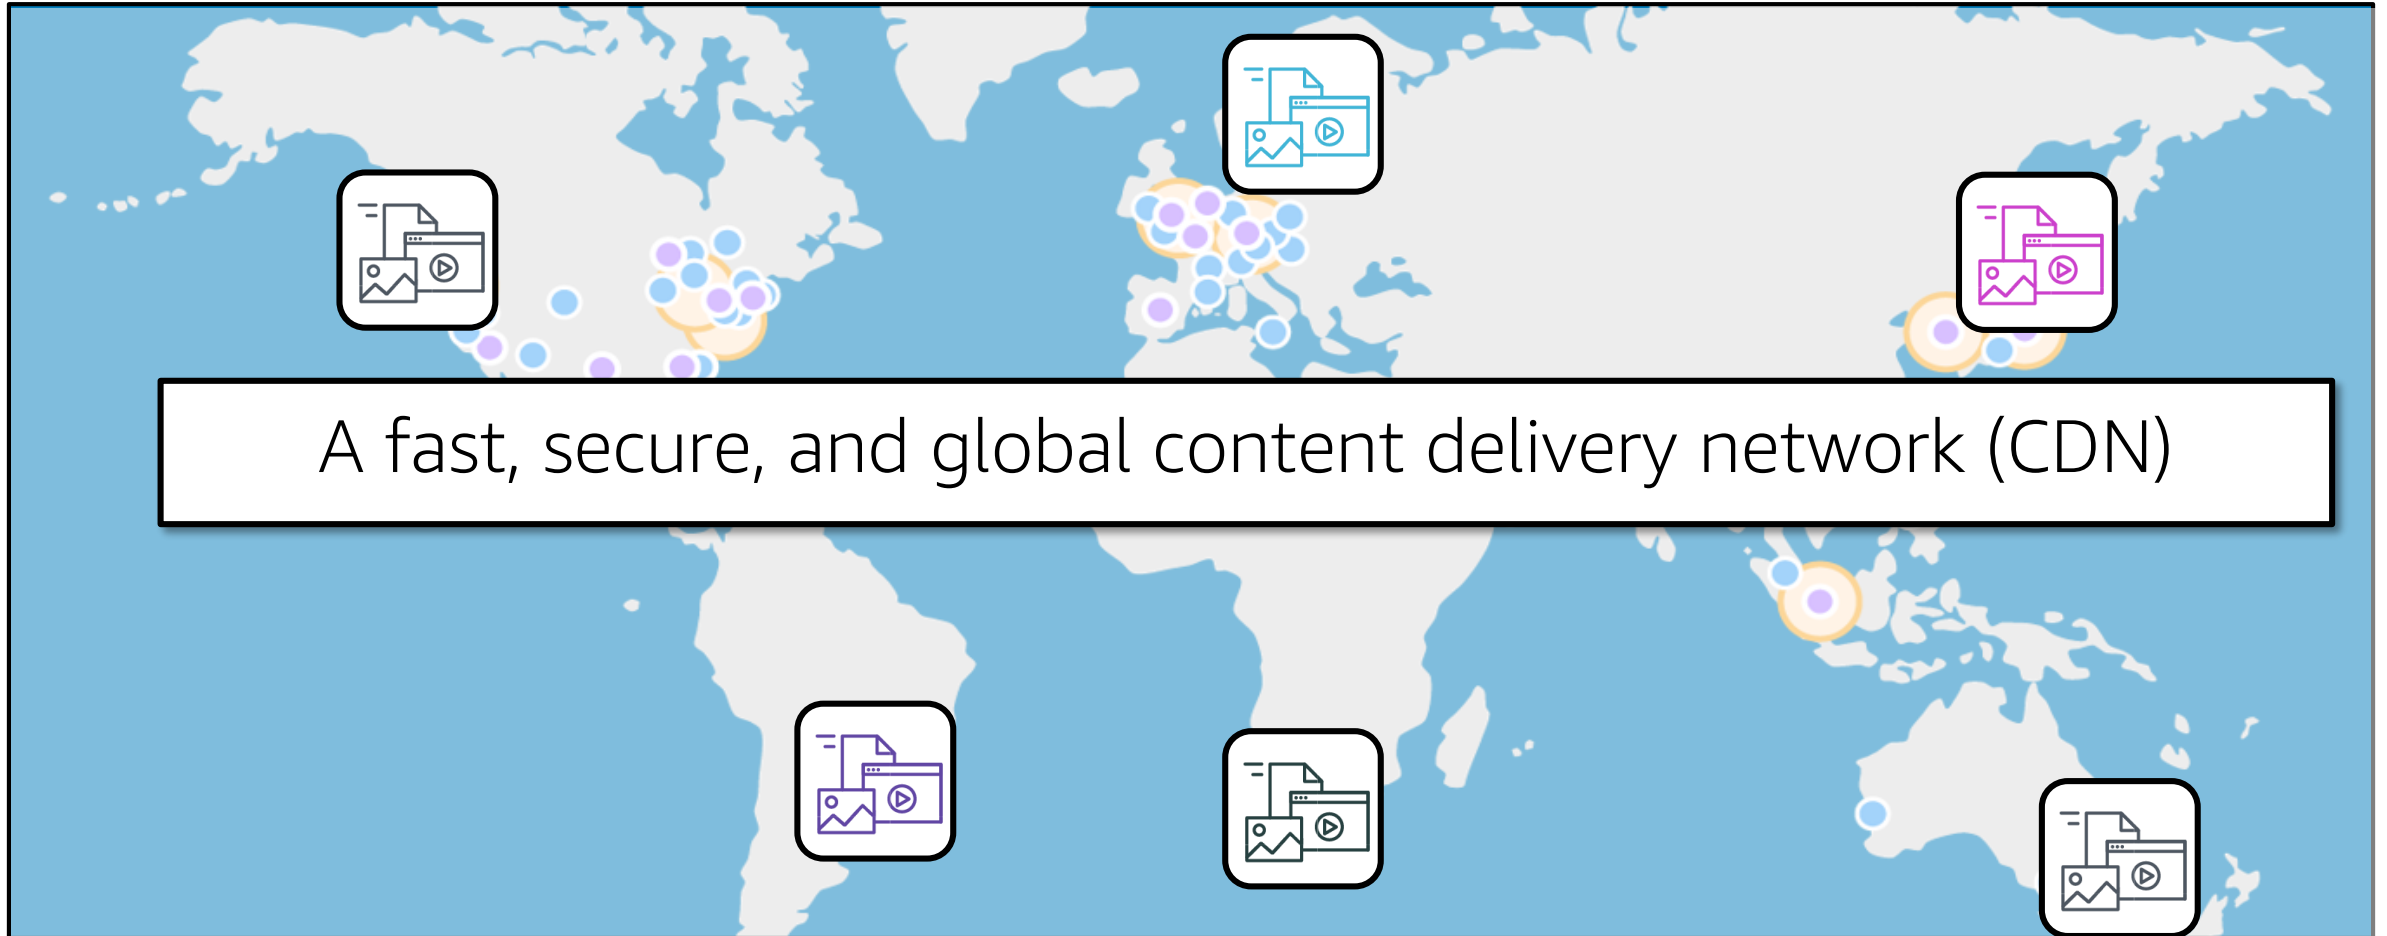 A fast, secure, and global content delivery network (CDN)